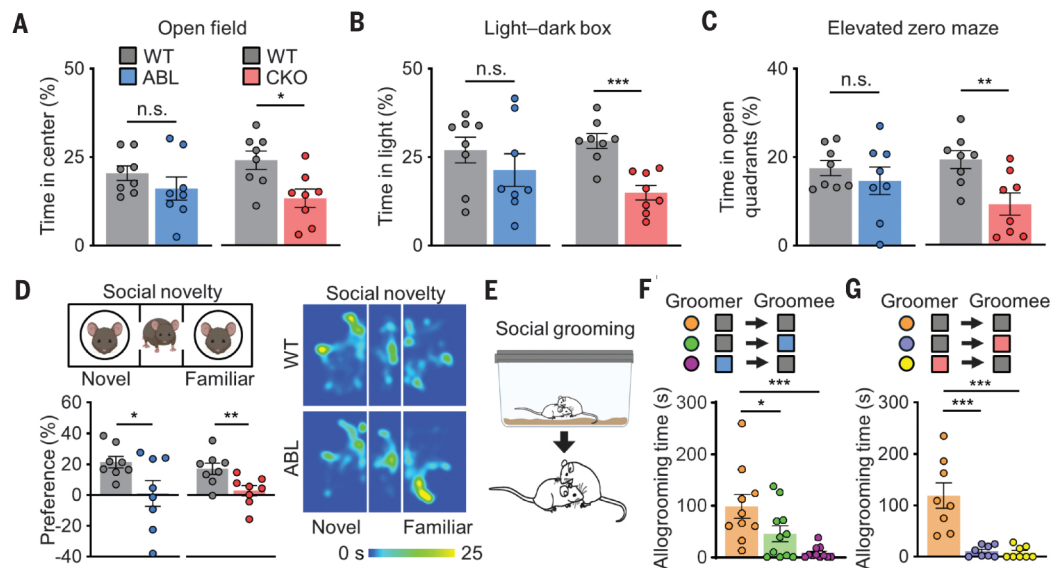 A
Open field
WT
ABL
WT
CKO
Time in center (%)
50
25
0
n.s.
*
B
Light–dark box
Time in light (%)
50
25
0
n.s.
***
C
Elevated zero maze
Time in open
quadrants (%)
40
20
0
n.s.
**
D
Social novelty
Novel
Familiar
Preference (%)
60
40
20
0
-20
-40
*
**
Social novelty
WT
ABL
Novel
Familiar
0 s
25
E
Social grooming
F
Groomer
Groomee
Allogrooming time (s)
300
200
100
0
***
*
G
Groomer
Groomee
Allogrooming time (s)
300
200
100
0
***
***